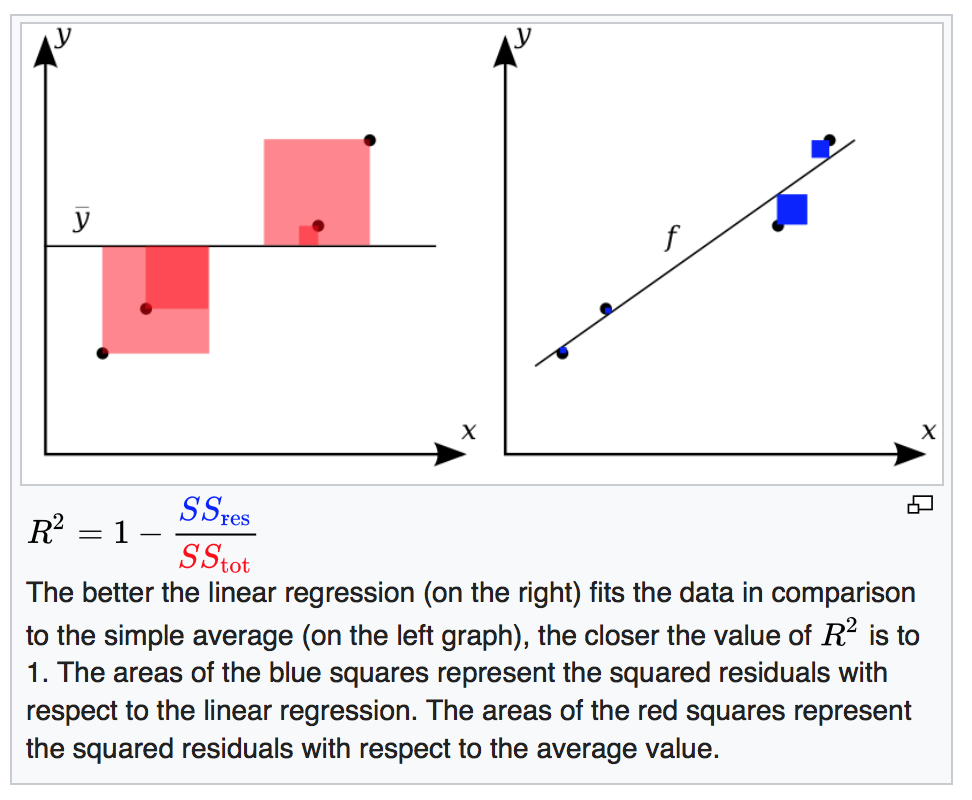 y y
ȳ
f
x x
R² = 1 − SS_res / SS_tot
The better the linear regression (on the right) fits the data in comparison
to the simple average (on the left graph), the closer the value of R² is to
1. The areas of the blue squares represent the squared residuals with
respect to the linear regression. The areas of the red squares represent
the squared residuals with respect to the average value.